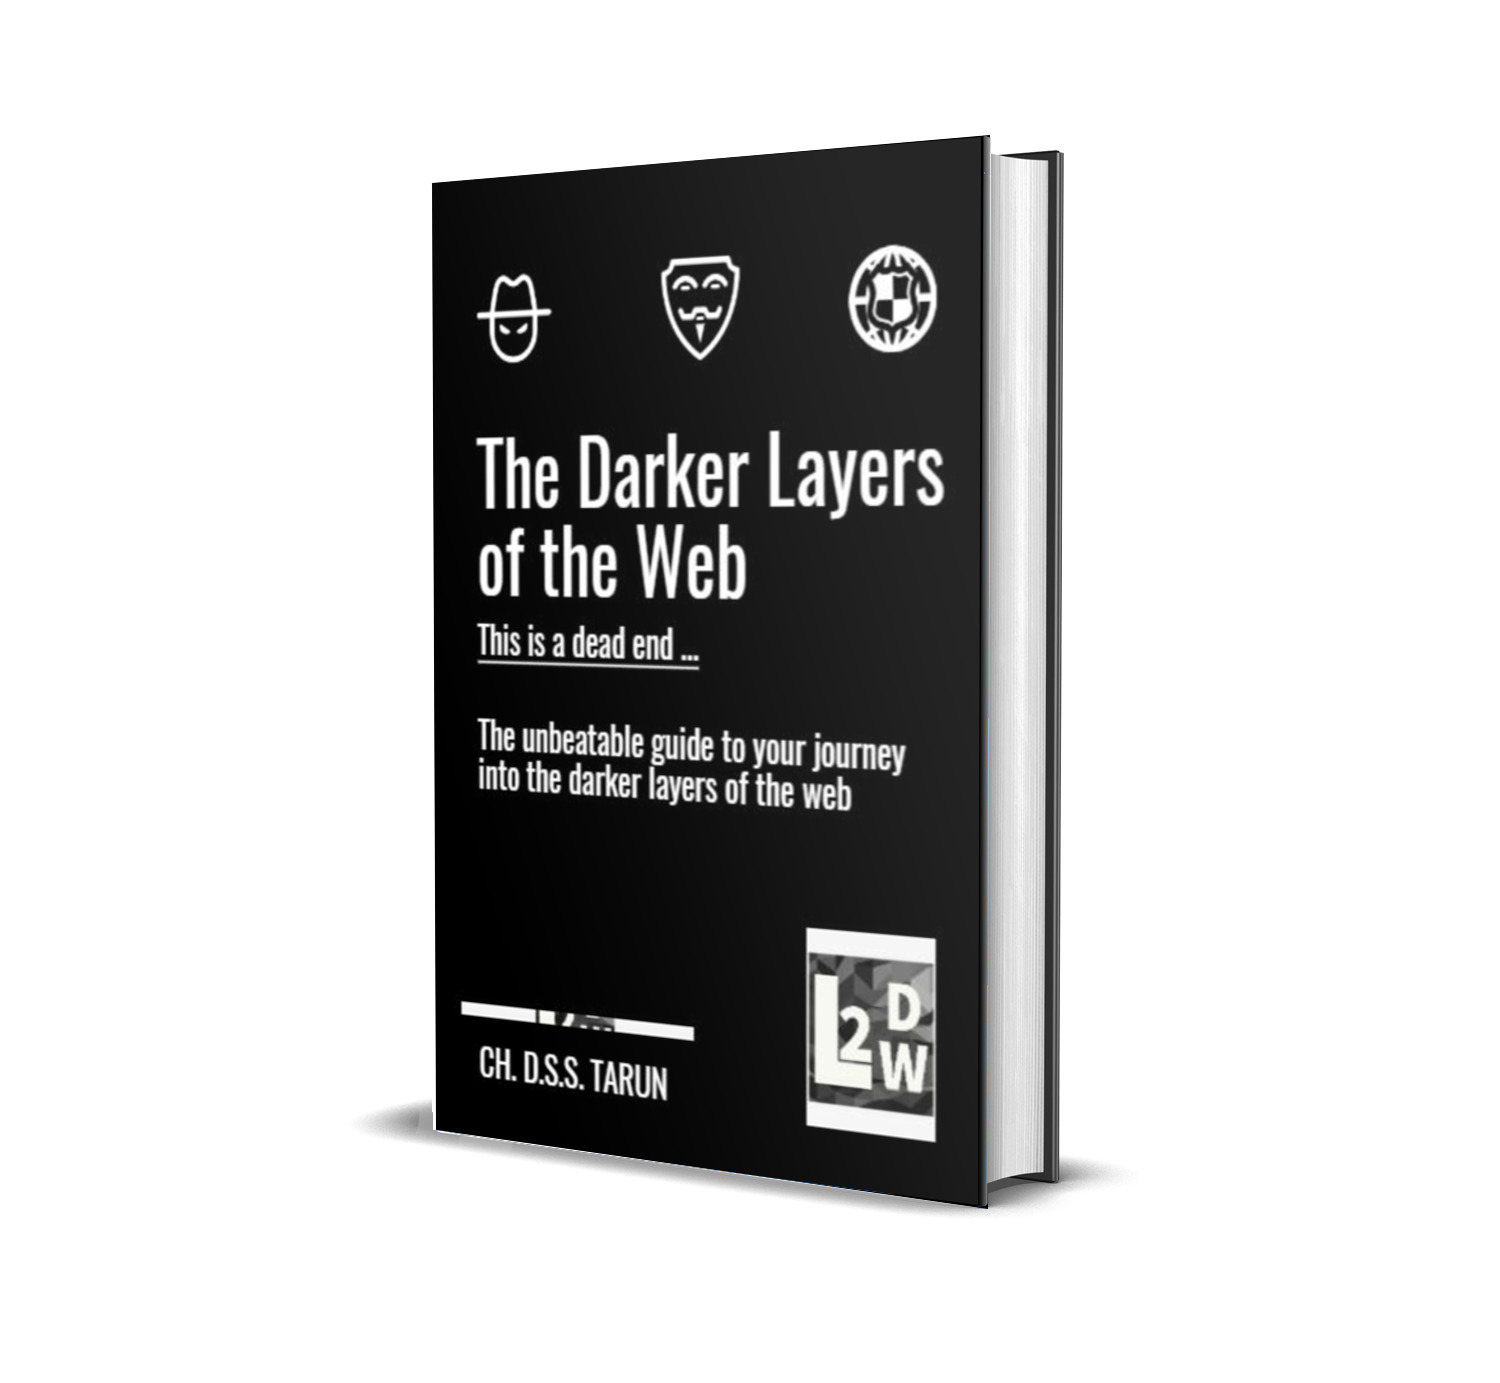 The Darker Layers
of the Web
This is a dead end ...
The unbeatable guide to your journey
into the darker layers of the web
CH. D.S.S. TARUN
L2
D
W